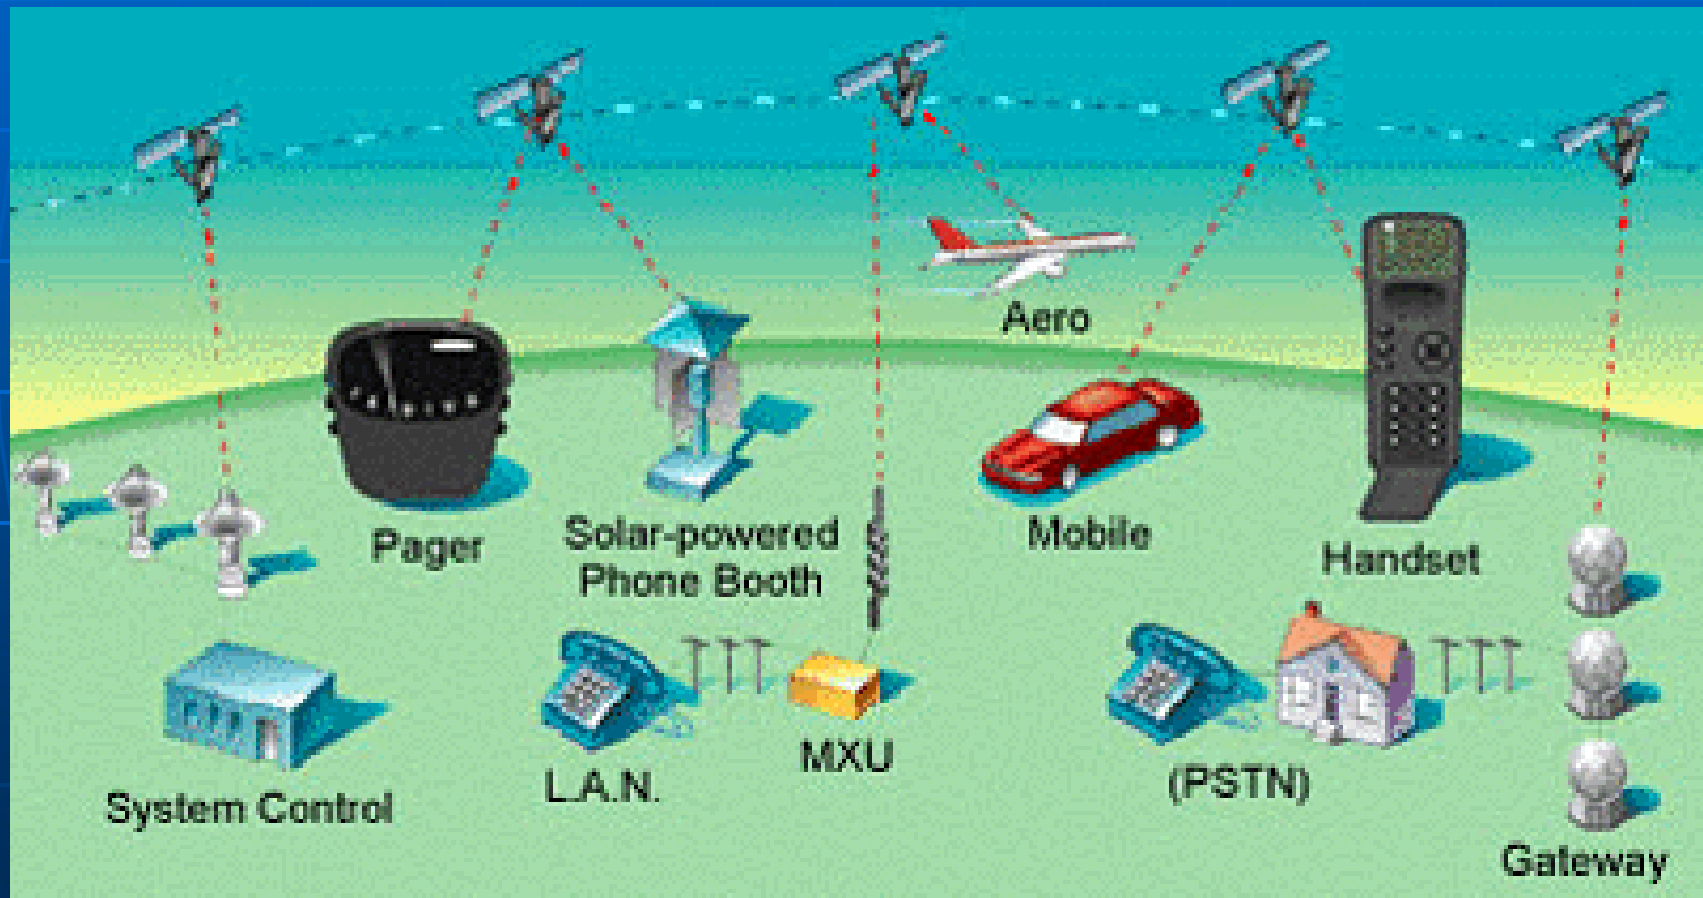 Aero
Pager
Solar-powered
Phone Booth
Mobile
Handset
System Control
L.A.N.
MXU
(PSTN)
Gateway